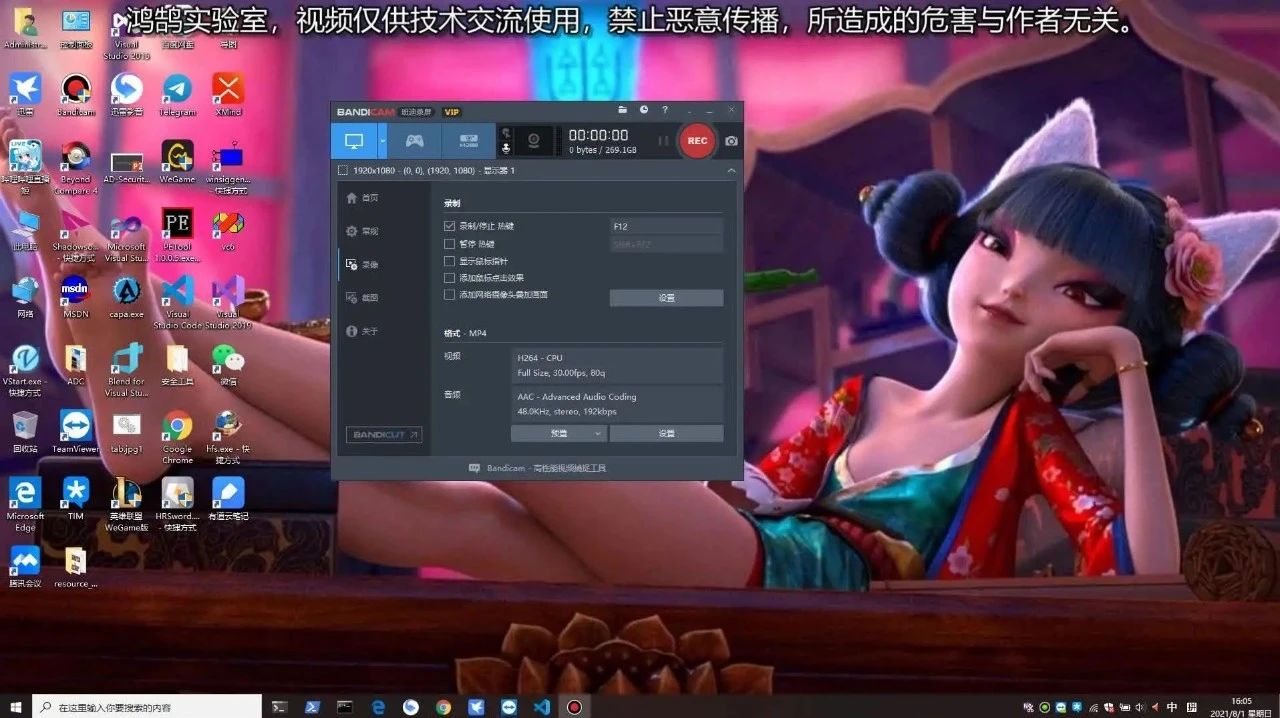 鸿鹄实验室，视频仅供技术交流使用，禁止恶意传播，所造成的危害与作者无关。
Administr...
控制面板
Visual
Studio 2019
百度网盘
迅雷
Bandicam
迅雷影音
Telegram
XMind
Beyond
Compare 4
AD-Securit...
WeGame
winsiggen...
- 快捷方式
此电脑
Shadowso...
- 快捷方式
Microsoft
Visual Stu...
PETool
1.0.0.5.exe...
vc6
网络
MSDN
capa.exe
Visual
Studio Code
Visual
Studio 2019
VStart.exe -
快捷方式
ADC
Blend for
Visual Stu...
安全工具
微信
回收站
TeamViewer
tabjpg1
Google
Chrome
hfs.exe - 快
捷方式
Microsoft
Edge
TIM
英雄联盟
WeGame版
HRSword...
- 快捷方式
有道云笔记
腾讯会议
resource_...
BANDICAM 班迪录屏 VIP
00:00:00
0 bytes / 269.1GB
REC
1920x1080 - (0, 0), (1920, 1080) - 显示器 1
首页
常规
录像
截图
关于
BANDICUT
录制
录制/停止 热键
F12
暂停 热键
Shift+F12
显示鼠标指针
添加鼠标点击效果
添加网络摄像头叠加画面
设置
格式 - MP4
视频
H264 - CPU
Full Size, 30.00fps, 80q
音频
AAC - Advanced Audio Coding
48.0KHz, stereo, 192kbps
预置
设置
Bandicam - 高性能视频捕捉工具
在这里输入你要搜索的内容
中
拼
16:05
2021/8/1 星期日